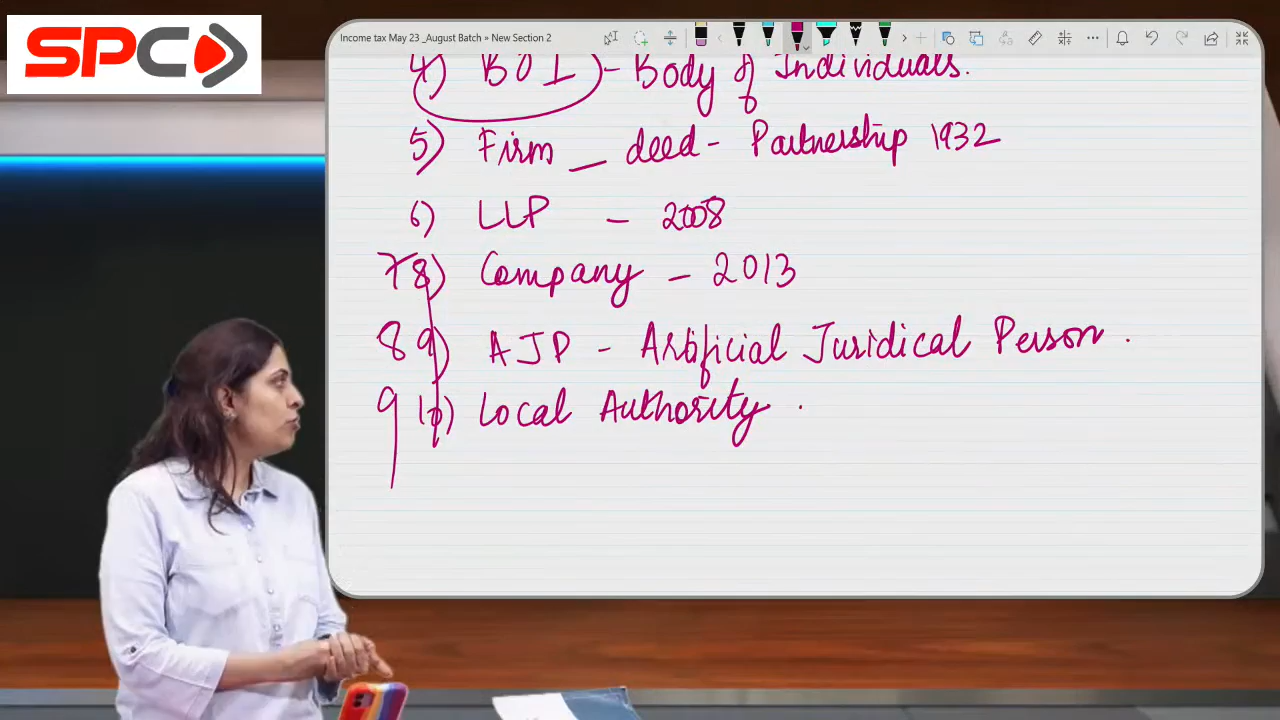 SPC
Income tax May 23 _August Batch » New Section 2
4) BOI - Body of Individuals.
5) Firm _ deed - Partnership 1932
6) LLP - 2008
7 8) Company - 2013
8 9) AJP - Artificial Juridical Person.
9 10) Local Authority.